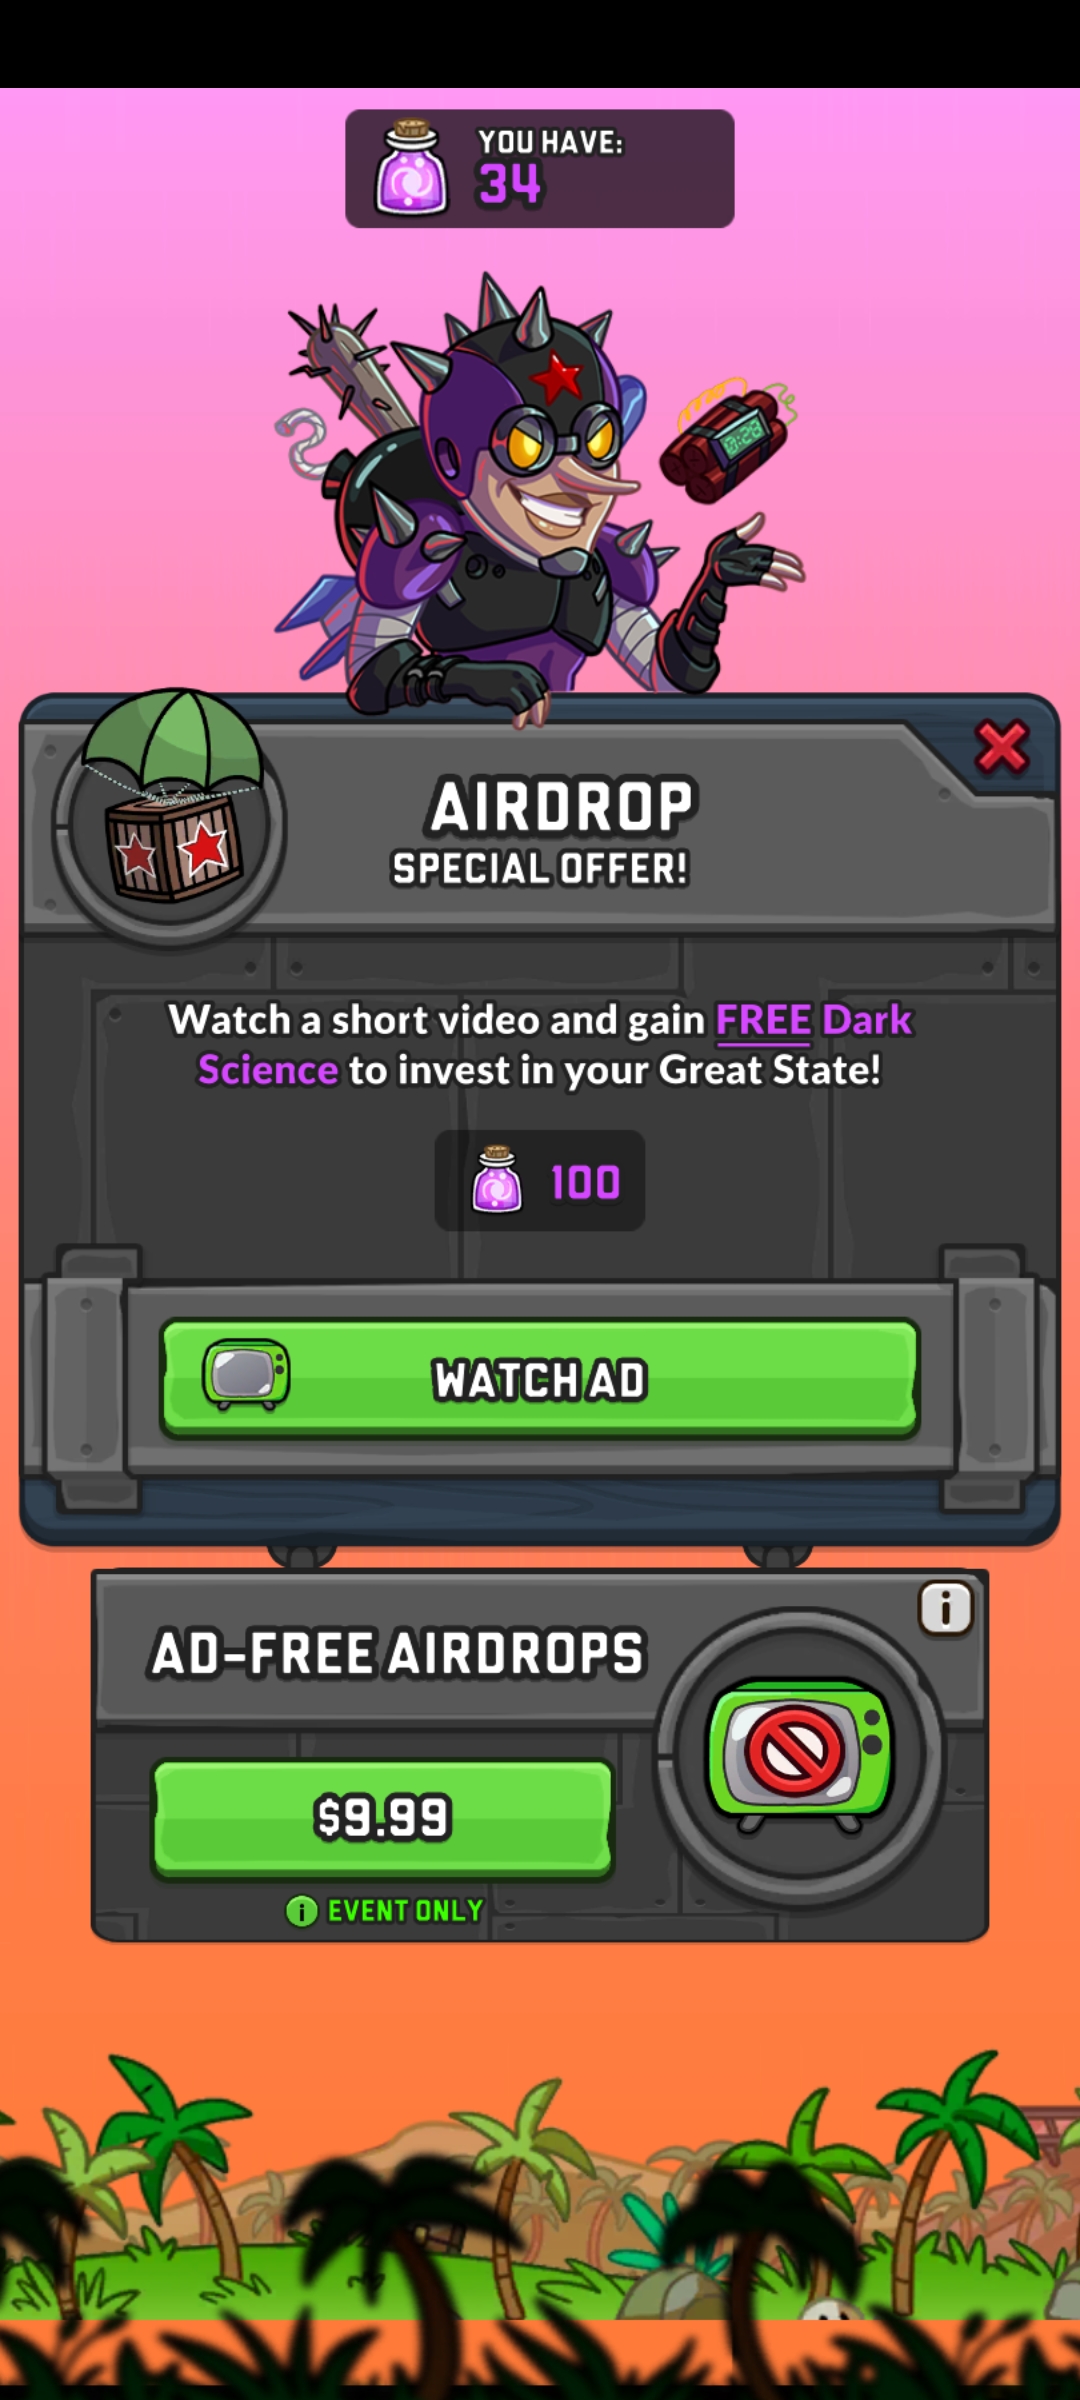 YOU HAVE:
34
0:28
AIRDROP
SPECIAL OFFER!
Watch a short video and gain FREE Dark
Science to invest in your Great State!
100
WATCH AD
AD-FREE AIRDROPS
$9.99
EVENT ONLY